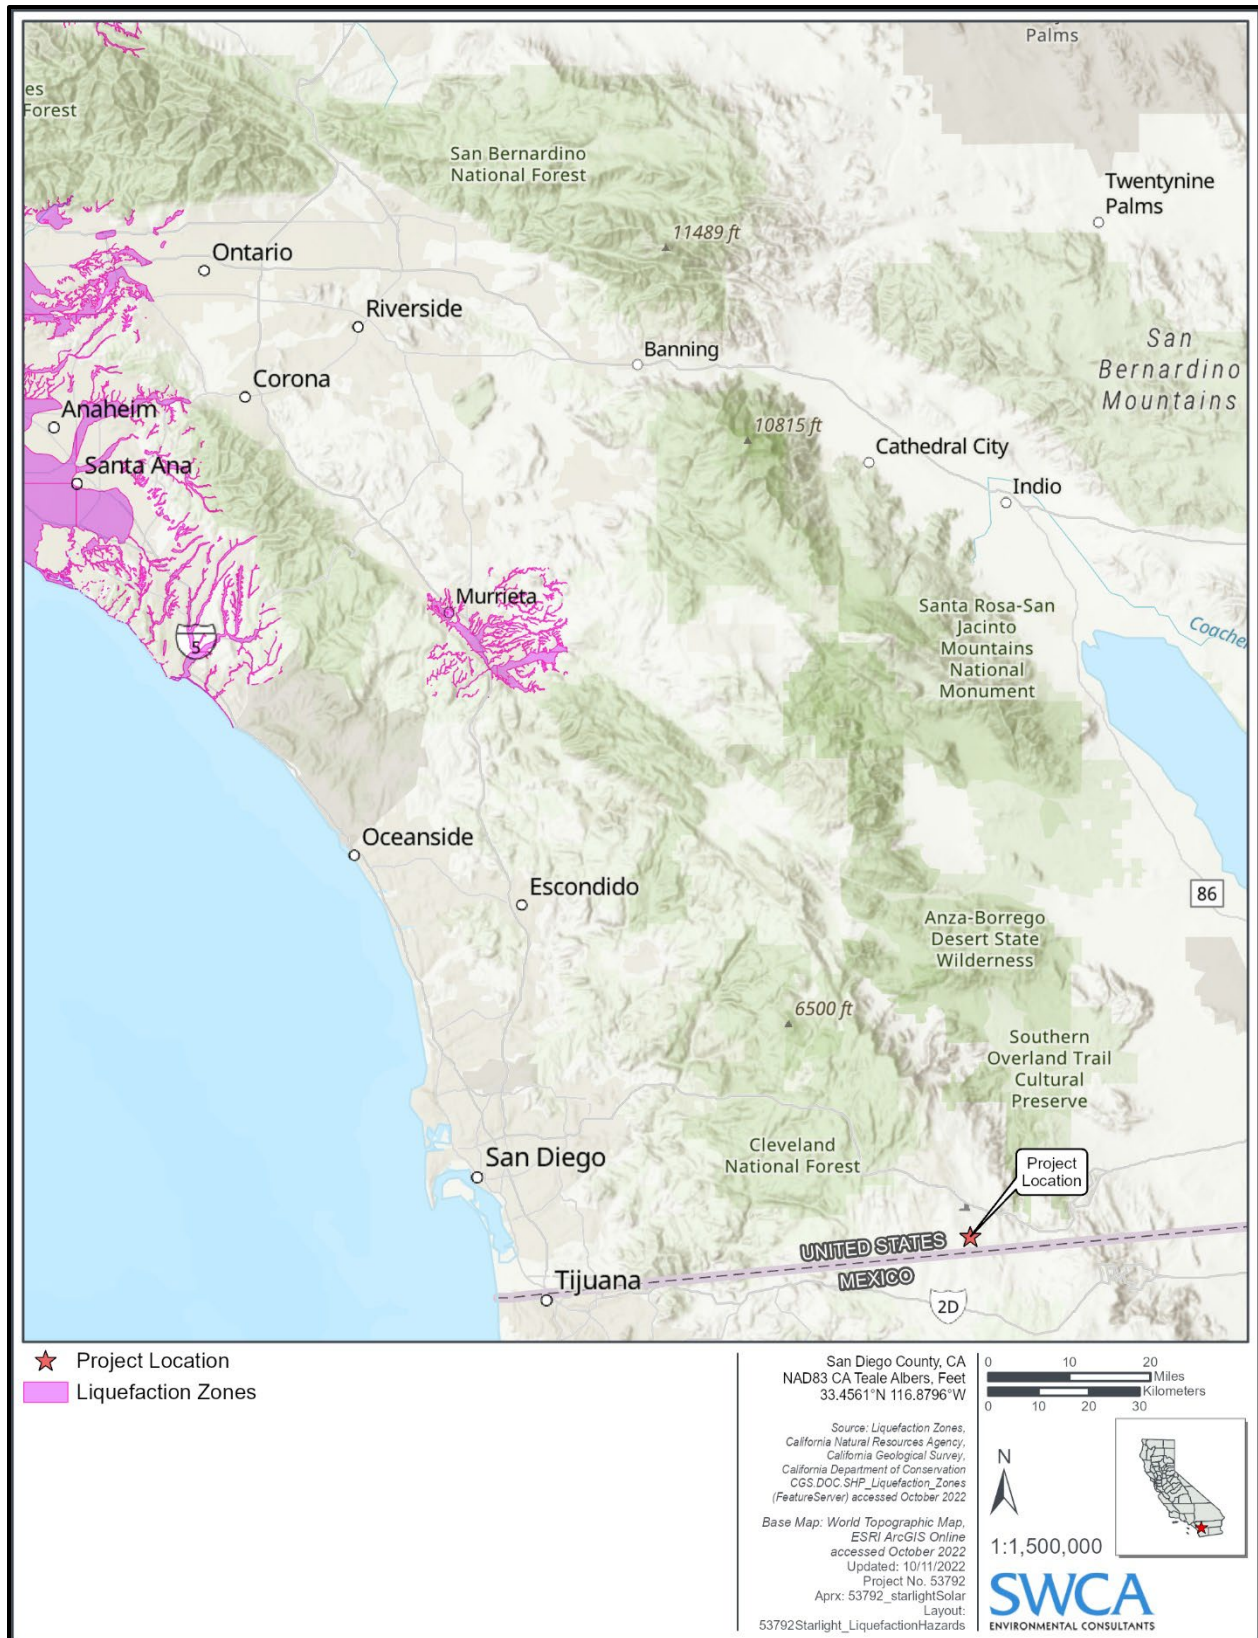 Palms
es
Forest
San Bernardino
National Forest
Twentynine
Palms
11489 ft
Ontario
Riverside
San
Bernardino
Mountains
Banning
Corona
Anaheim
10815 ft
Cathedral City
Santa Ana
Indio
Murrieta
Santa Rosa-San
Jacinto
Mountains
National
Monument
Coachel
5
Oceanside
Escondido
86
Anza-Borrego
Desert State
Wilderness
6500 ft
Southern
Overland Trail
Cultural
Preserve
San Diego
Cleveland
National Forest
Project
Location
UNITED STATES
MEXICO
Tijuana
2D
Project Location
Liquefaction Zones
San Diego County, CA
NAD83 CA Teale Albers, Feet
33.4561°N 116.8796°W
Source: Liquefaction Zones,
California Natural Resources Agency,
California Geological Survey,
California Department of Conservation
CGS.DOC.SHP_Liquefaction_Zones
(FeatureServer) accessed October 2022
Base Map: World Topographic Map,
ESRI ArcGIS Online
accessed October 2022
Updated: 10/11/2022
Project No. 53792
Aprx: 53792_starlightSolar
Layout:
53792Starlight_LiquefactionHazards
0 10 20
Miles
Kilometers
0 10 20 30
N
1:1,500,000
SWCA
ENVIRONMENTAL CONSULTANTS